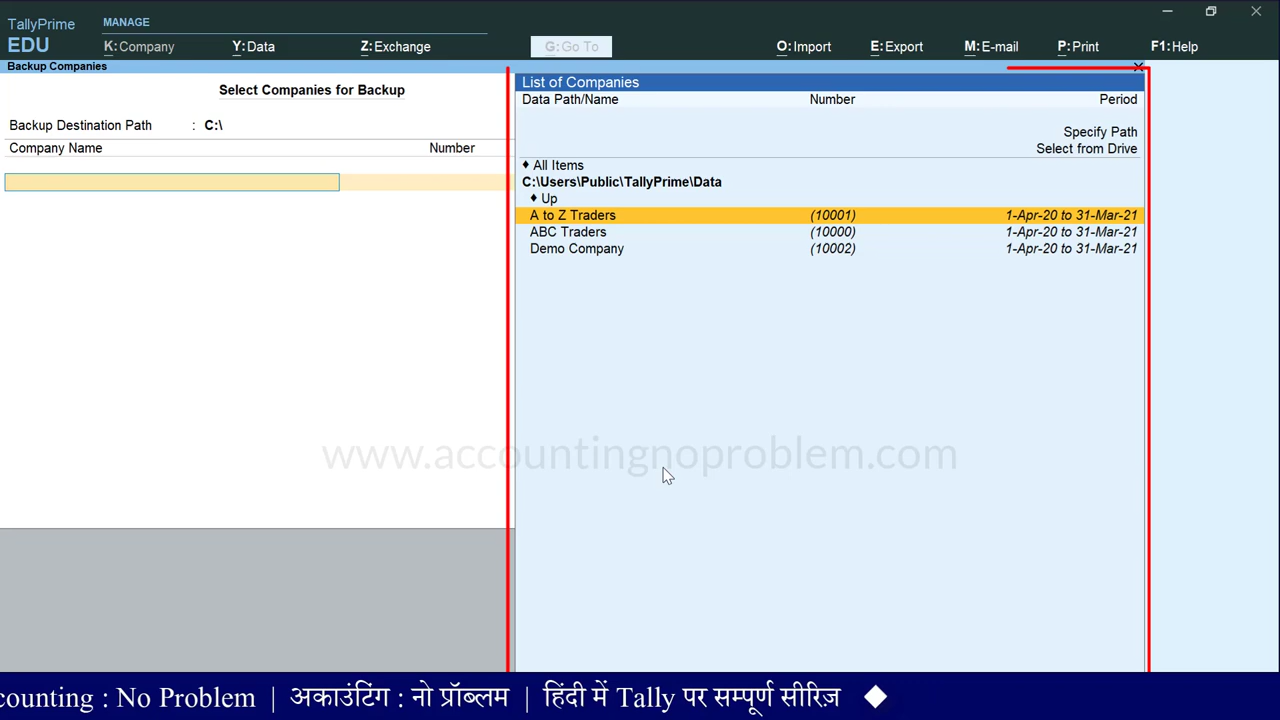 TallyPrime
EDU
MANAGE
K:Company
Y:Data
Z:Exchange
G:Go To
O:Import
E:Export
M:E-mail
P:Print
F1:Help
Backup Companies
Select Companies for Backup
Backup Destination Path : C:\
Company Name Number
List of Companies
Data Path/Name Number Period
Specify Path
Select from Drive
♦ All Items
C:\Users\Public\TallyPrime\Data
♦ Up
A to Z Traders (10001) 1-Apr-20 to 31-Mar-21
ABC Traders (10000) 1-Apr-20 to 31-Mar-21
Demo Company (10002) 1-Apr-20 to 31-Mar-21
www.accountingnoproblem.com
counting : No Problem | अकाउंटिंग : नो प्रॉब्लम | हिंदी में Tally पर सम्पूर्ण सीरिज़ ◆